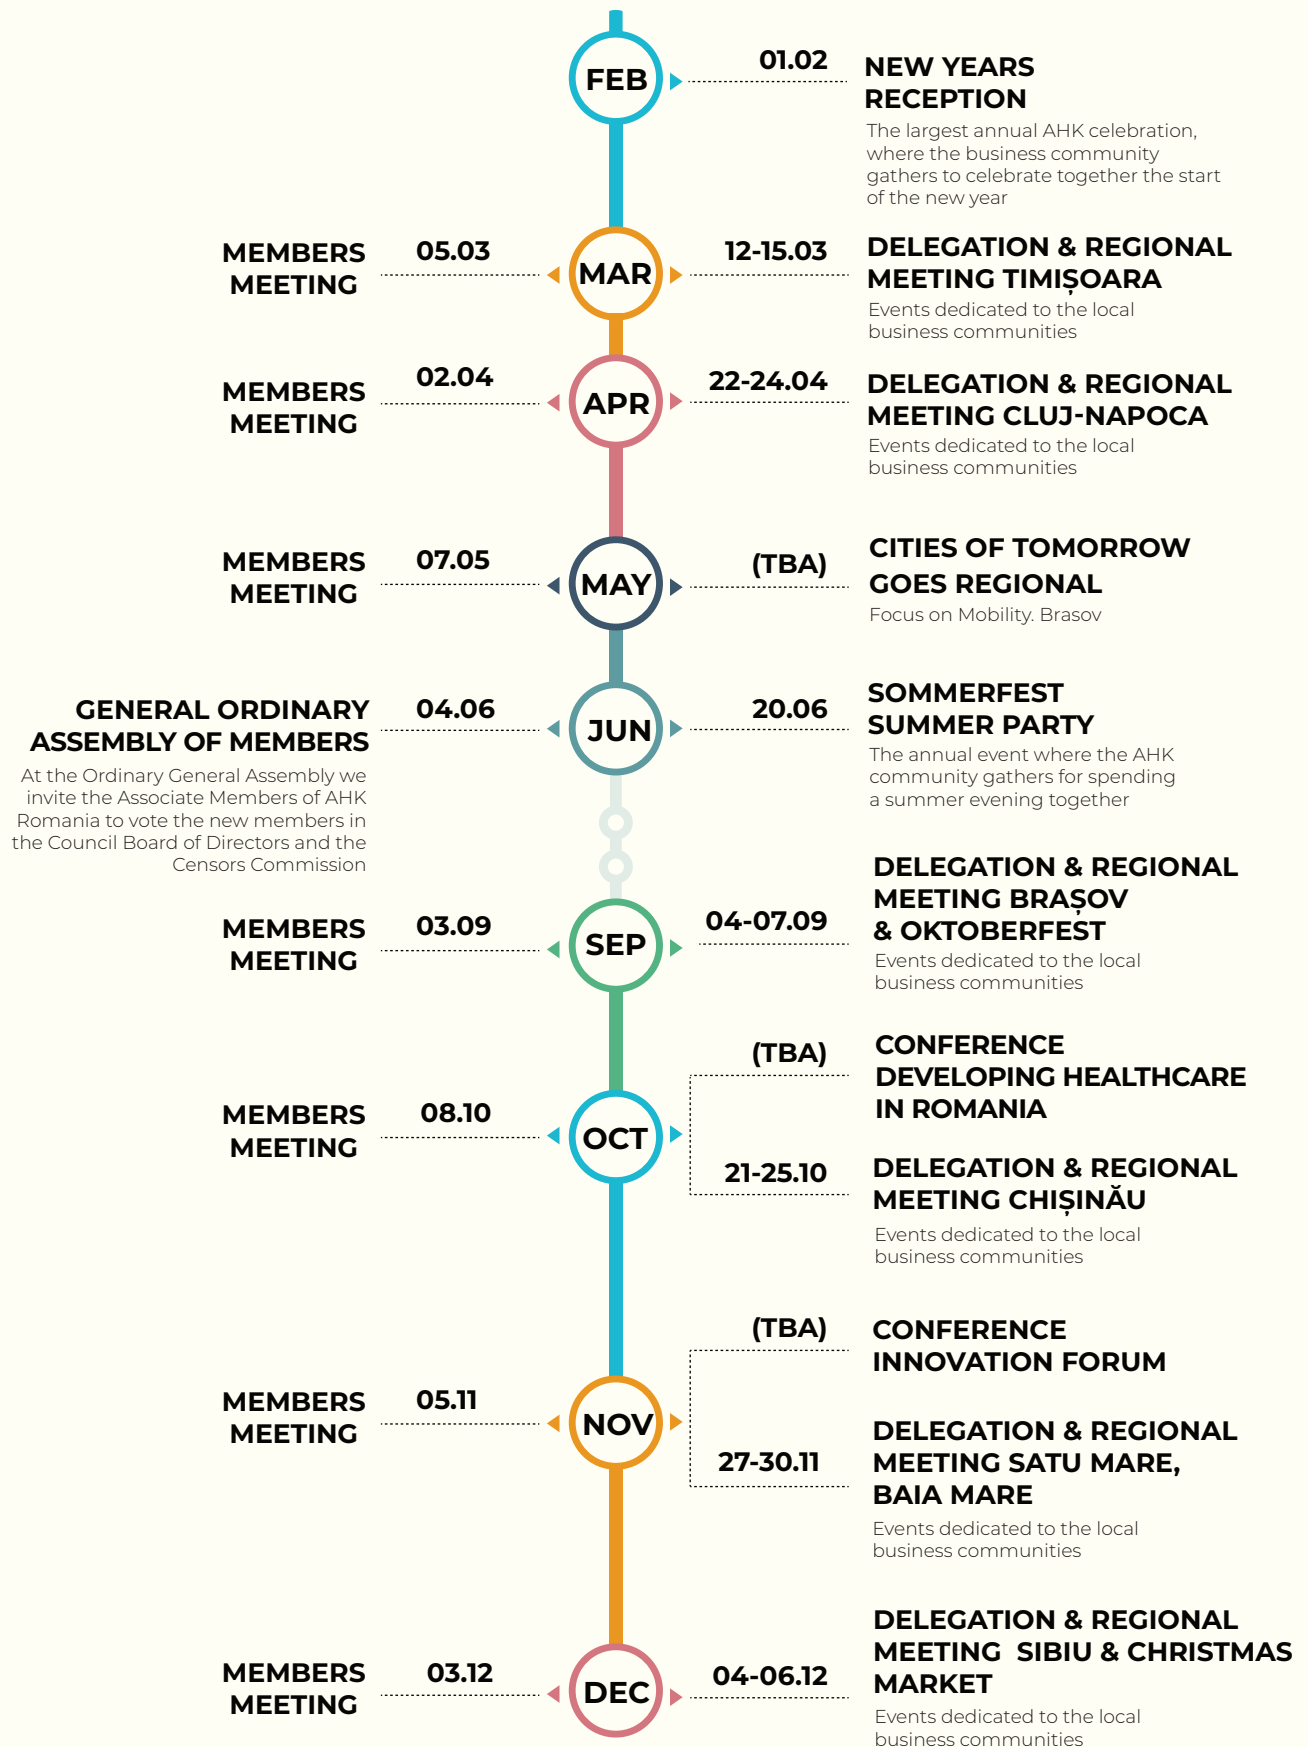 FEB
01.02
NEW YEARS
RECEPTION
The largest annual AHK celebration,
where the business community
gathers to celebrate together the start
of the new year
MEMBERS
MEETING
05.03
MAR
12-15.03
DELEGATION & REGIONAL
MEETING TIMIȘOARA
Events dedicated to the local
business communities
MEMBERS
MEETING
02.04
APR
22-24.04
DELEGATION & REGIONAL
MEETING CLUJ-NAPOCA
Events dedicated to the local
business communities
MEMBERS
MEETING
07.05
MAY
(TBA)
CITIES OF TOMORROW
GOES REGIONAL
Focus on Mobility. Brasov
GENERAL ORDINARY
ASSEMBLY OF MEMBERS
At the Ordinary General Assembly we
invite the Associate Members of AHK
Romania to vote the new members in
the Council Board of Directors and the
Censors Commission
04.06
JUN
20.06
SOMMERFEST
SUMMER PARTY
The annual event where the AHK
community gathers for spending
a summer evening together
MEMBERS
MEETING
03.09
SEP
04-07.09
DELEGATION & REGIONAL
MEETING BRAȘOV
& OKTOBERFEST
Events dedicated to the local
business communities
MEMBERS
MEETING
08.10
OCT
(TBA)
CONFERENCE
DEVELOPING HEALTHCARE
IN ROMANIA
21-25.10
DELEGATION & REGIONAL
MEETING CHIȘINĂU
Events dedicated to the local
business communities
MEMBERS
MEETING
05.11
NOV
(TBA)
CONFERENCE
INNOVATION FORUM
27-30.11
DELEGATION & REGIONAL
MEETING SATU MARE,
BAIA MARE
Events dedicated to the local
business communities
MEMBERS
MEETING
03.12
DEC
04-06.12
DELEGATION & REGIONAL
MEETING SIBIU & CHRISTMAS
MARKET
Events dedicated to the local
business communities